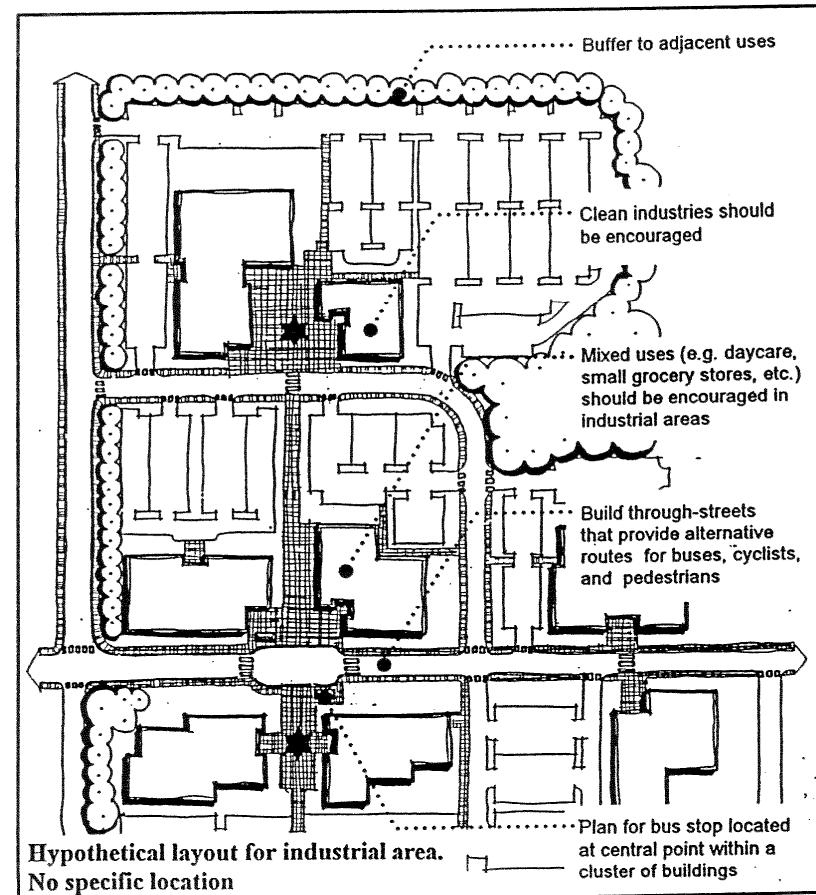 Buffer to adjacent uses
Clean industries should
be encouraged
Mixed uses (e.g. daycare,
small grocery stores, etc.)
should be encouraged in
industrial areas
Build through-streets
that provide alternative
routes for buses, cyclists,
and pedestrians
Plan for bus stop located
at central point within a
cluster of buildings
Hypothetical layout for industrial area.
No specific location